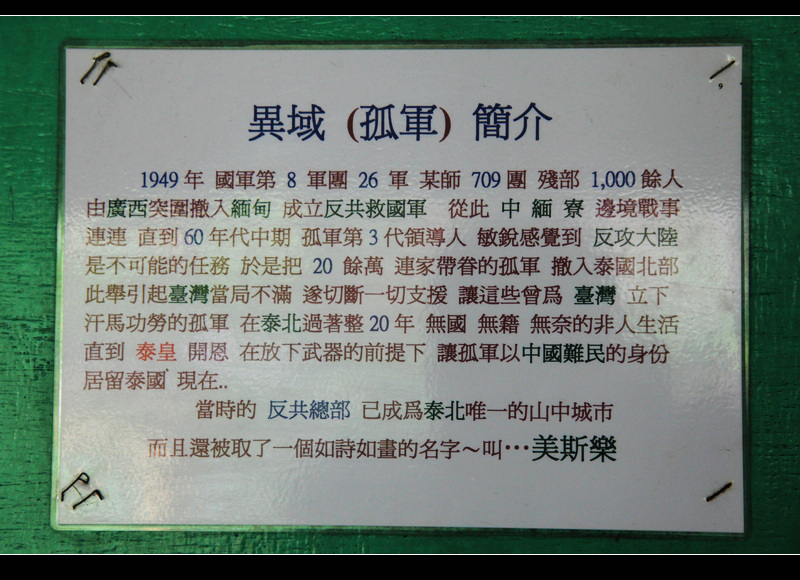 異域 (孤軍) 簡介
1949 年 國軍第 8 軍團 26 軍 某師 709 團 殘部 1,000 餘人
由廣西突圍撤入緬甸 成立反共救國軍 從此 中 緬 寮 邊境戰事
連連 直到 60 年代中期 孤軍第 3 代領導人 敏銳感覺到 反攻大陸
是不可能的任務 於是把 20 餘萬 連家帶眷的孤軍 撤入泰國北部
此舉引起臺灣當局不滿 遂切斷一切支援 讓這些曾爲 臺灣 立下
汗馬功勞的孤軍 在泰北過著整 20 年 無國 無籍 無奈的非人生活
直到 泰皇 開恩 在放下武器的前提下 讓孤軍以中國難民的身份
居留泰國 現在..
當時的 反共總部 已成爲泰北唯一的山中城市
而且還被取了一個如詩如畫的名字～叫…美斯樂
9